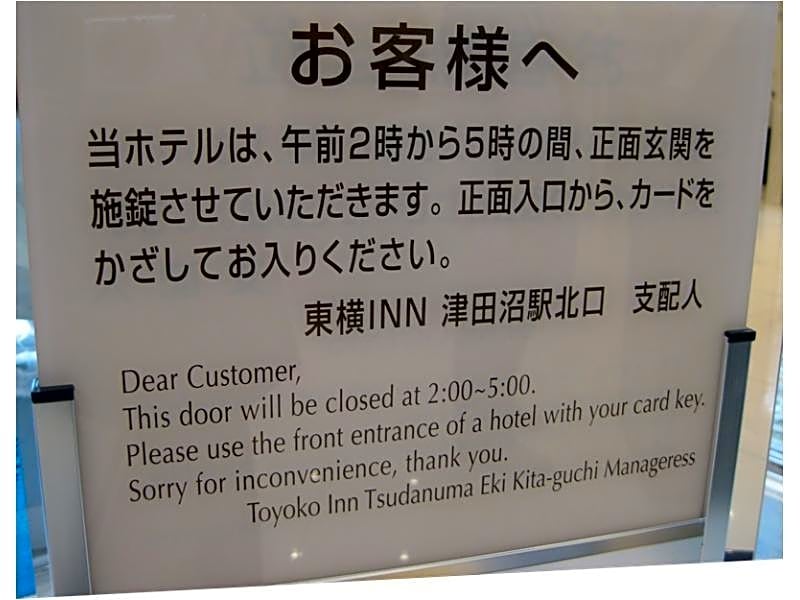 お客様へ
当ホテルは、午前2時から5時の間、正面玄関を
施錠させていただきます。正面入口から、カードを
かざしてお入りください。
東横INN 津田沼駅北口　支配人
Dear Customer,
This door will be closed at 2:00~5:00.
Please use the front entrance of a hotel with your card key.
Sorry for inconvenience, thank you.
Toyoko Inn Tsudanuma Eki Kita-guchi Manageress